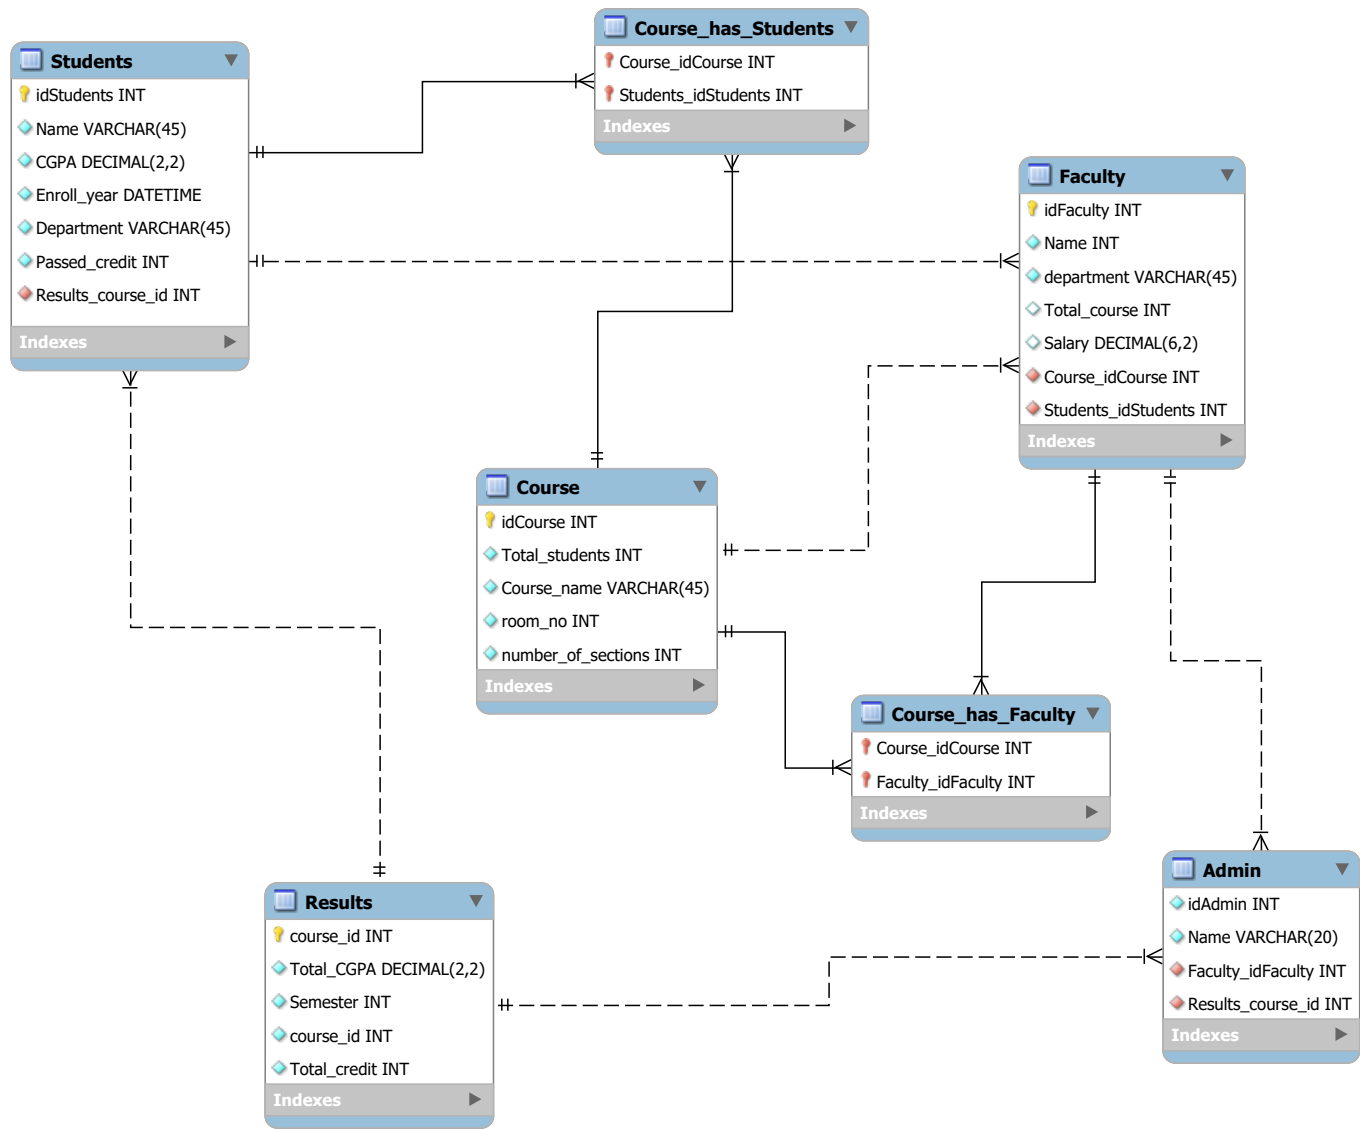 Students
idStudents INT
Name VARCHAR(45)
CGPA DECIMAL(2,2)
Enroll_year DATETIME
Department VARCHAR(45)
Passed_credit INT
Results_course_id INT
Indexes
Course_has_Students
Course_idCourse INT
Students_idStudents INT
Indexes
Faculty
idFaculty INT
Name INT
department VARCHAR(45)
Total_course INT
Salary DECIMAL(6,2)
Course_idCourse INT
Students_idStudents INT
Indexes
Course
idCourse INT
Total_students INT
Course_name VARCHAR(45)
room_no INT
number_of_sections INT
Indexes
Course_has_Faculty
Course_idCourse INT
Faculty_idFaculty INT
Indexes
Results
course_id INT
Total_CGPA DECIMAL(2,2)
Semester INT
course_id INT
Total_credit INT
Indexes
Admin
idAdmin INT
Name VARCHAR(20)
Faculty_idFaculty INT
Results_course_id INT
Indexes